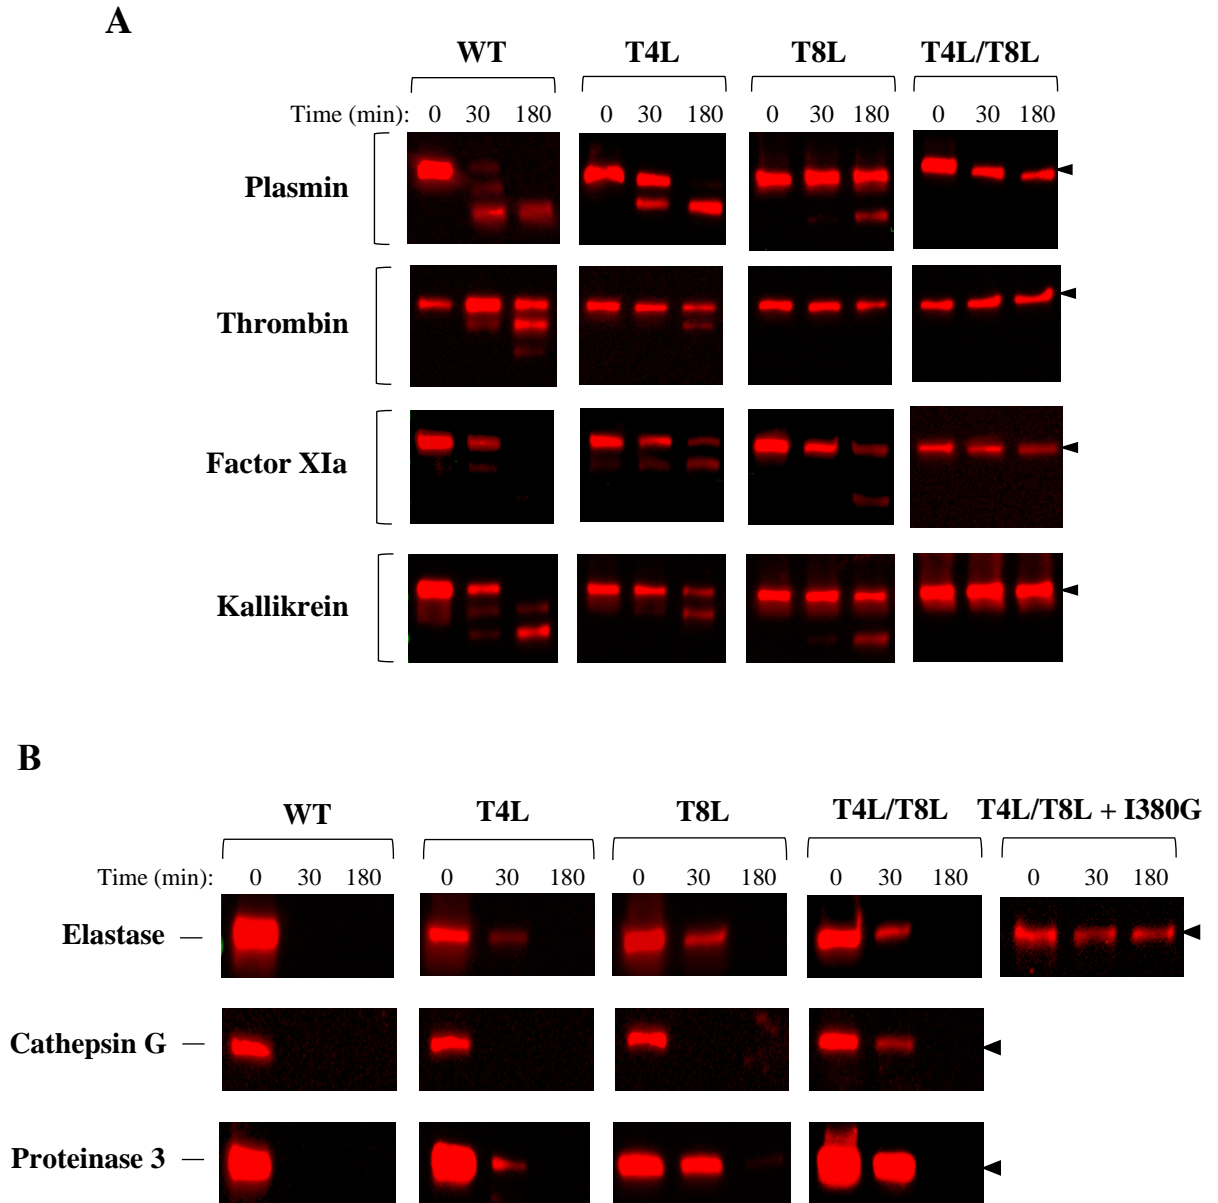 A
WT T4L T8L T4L/T8L
Time (min): 0 30 180 0 30 180 0 30 180 0 30 180
Plasmin
Thrombin
Factor XIa
Kallikrein
B
WT T4L T8L T4L/T8L T4L/T8L + I380G
Time (min): 0 30 180 0 30 180 0 30 180 0 30 180 0 30 180
Elastase —
Cathepsin G —
Proteinase 3 —